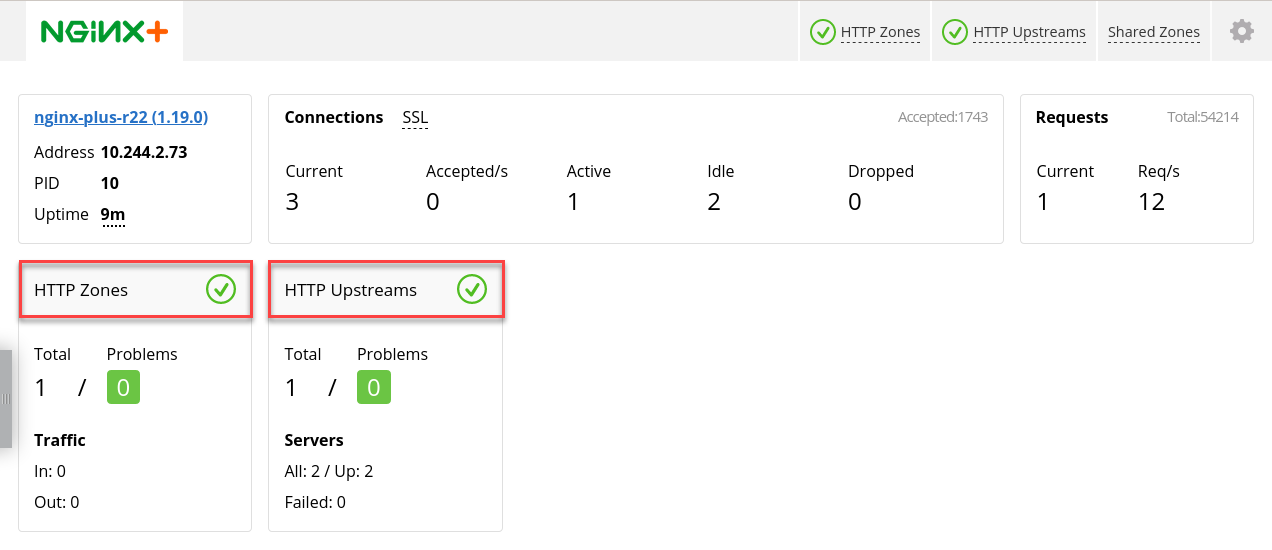 NGINX+
HTTP Zones
HTTP Upstreams
Shared Zones
nginx-plus-r22 (1.19.0)
Address 10.244.2.73
PID 10
Uptime 9m
Connections SSL Accepted:1743
Current Accepted/s Active Idle Dropped
3 0 1 2 0
Requests Total:54214
Current Req/s
1 12
HTTP Zones
Total Problems
1 / 0
Traffic
In: 0
Out: 0
HTTP Upstreams
Total Problems
1 / 0
Servers
All: 2 / Up: 2
Failed: 0